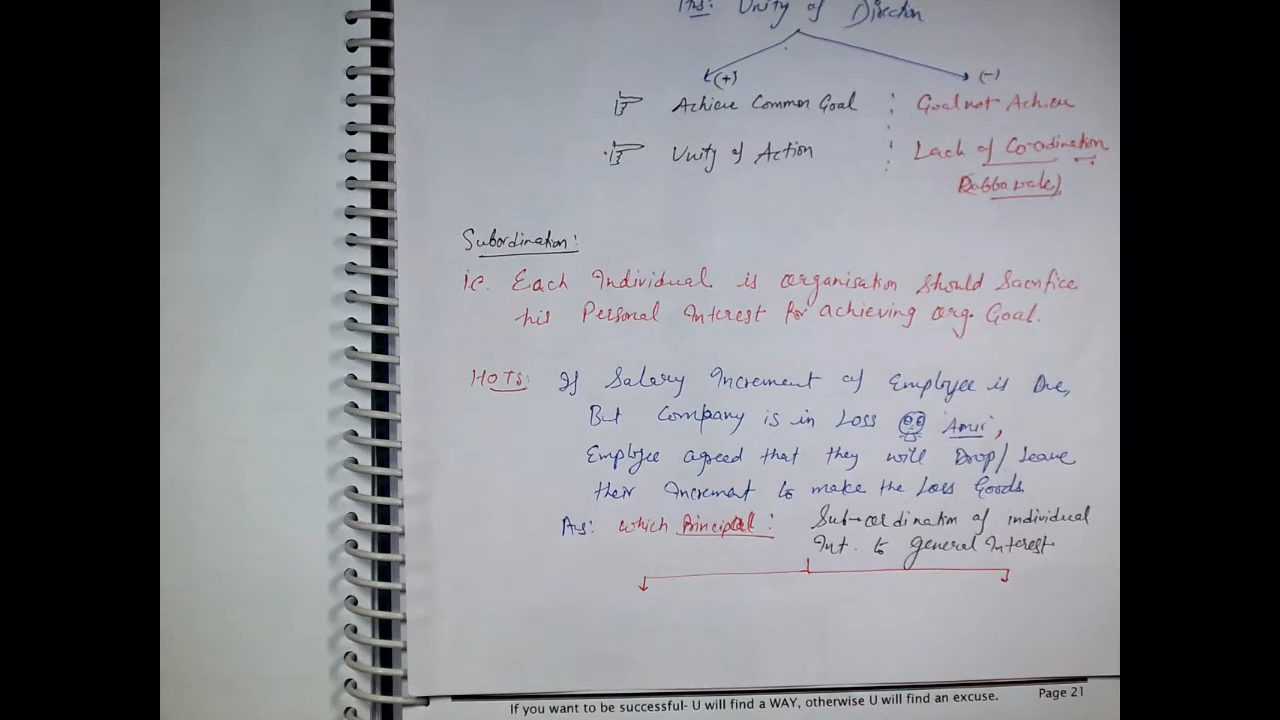 Ans: Unity of Direction
(+) (-)
Achieve Common Goal : Goal not Achieve
Unity of Action : Lack of Co-ordination
Subordination:
ie. Each Individual is organisation should Sacrifice
his Personal Interest for achieving org. Goal.
HOTS: If Salary Increment of Employee is Due,
But Company is in Loss 'Amir',
Employee agreed that they will Drop/Leave
their Increment to make the Loss Goods.
As: which Principal: Sub-ordination of individual
Int. to general Interest
If you want to be successful- U will find a WAY, otherwise U will find an excuse. Page 21